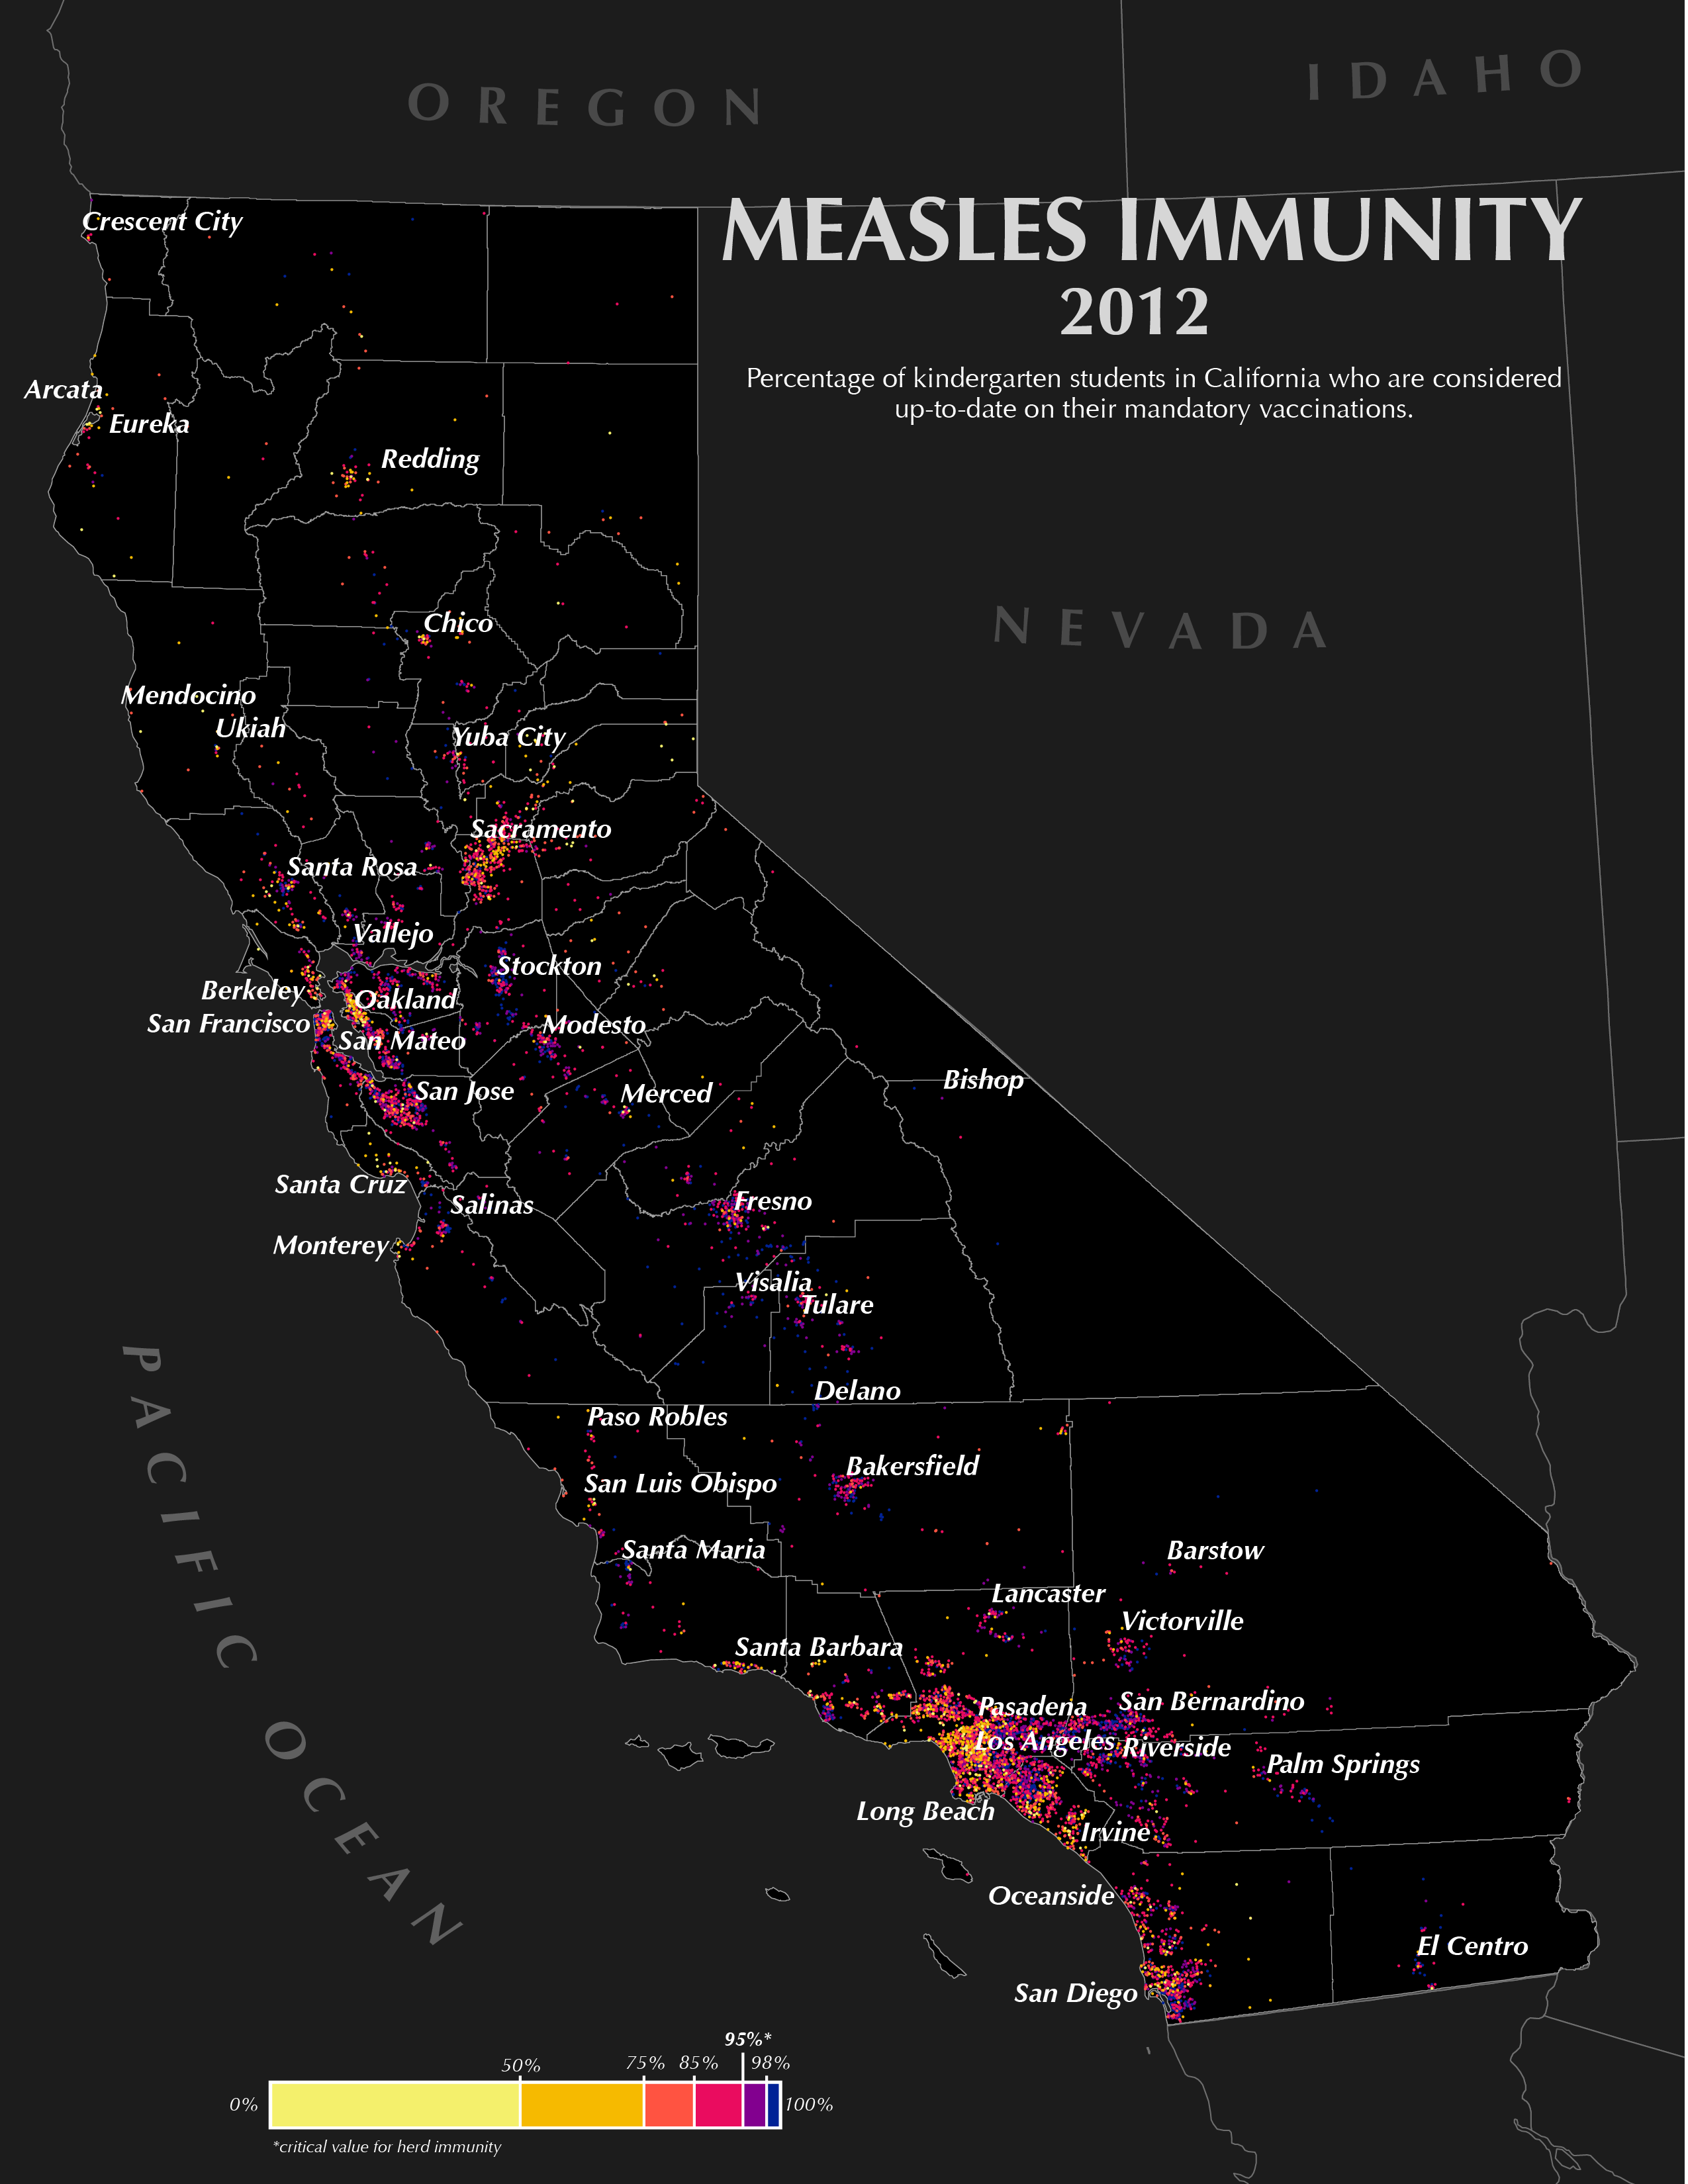 OREGON
IDAHO
MEASLES IMMUNITY
2012
Percentage of kindergarten students in California who are considered
up-to-date on their mandatory vaccinations.
NEVADA
Crescent City
Arcata
Eureka
Redding
Chico
Mendocino
Ukiah
Yuba City
Sacramento
Santa Rosa
Vallejo
Stockton
Berkeley
Oakland
San Francisco
Modesto
San Mateo
Bishop
San Jose
Merced
Santa Cruz
Salinas
Fresno
Monterey
Visalia
Tulare
Delano
Paso Robles
Bakersfield
San Luis Obispo
Santa Maria
Barstow
Lancaster
Victorville
Santa Barbara
Pasadena
San Bernardino
Los Angeles
Riverside
Palm Springs
Long Beach
Irvine
Oceanside
El Centro
San Diego
PACIFIC OCEAN
95%*
50%
75%
85%
98%
0%
100%
*critical value for herd immunity